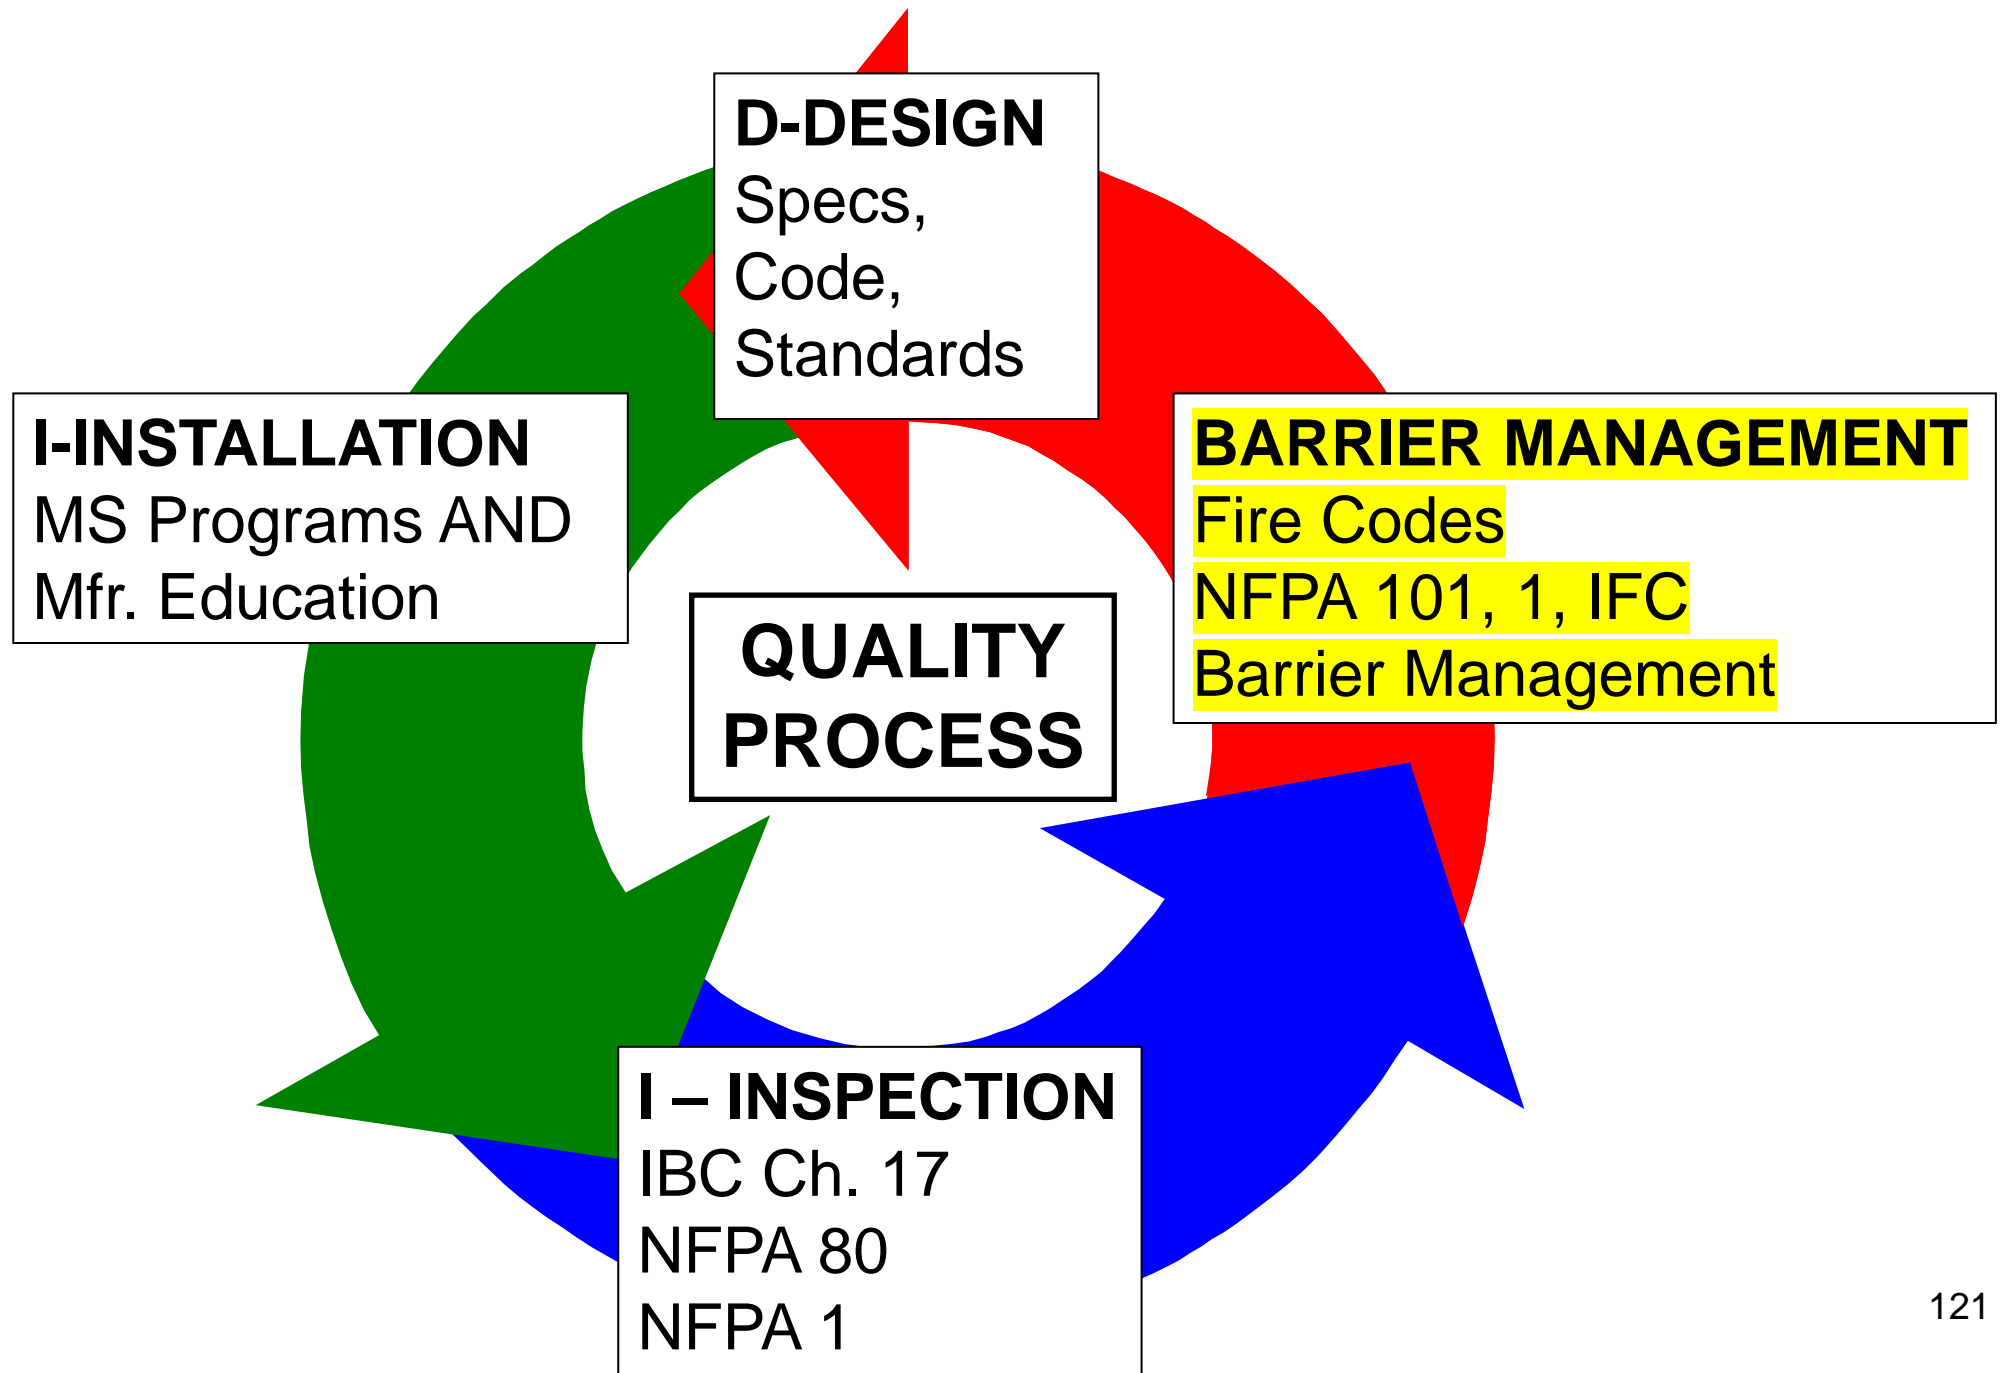 D-DESIGN
Specs,
Code,
Standards
I-INSTALLATION
MS Programs AND
Mfr. Education
BARRIER MANAGEMENT
Fire Codes
NFPA 101, 1, IFC
Barrier Management
QUALITY
PROCESS
I – INSPECTION
IBC Ch. 17
NFPA 80
NFPA 1
121